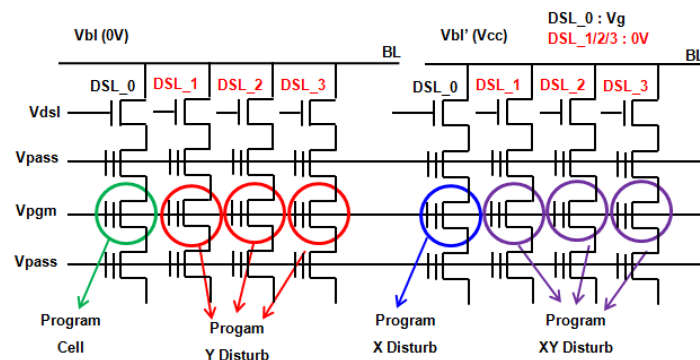 Vbl (0V)
Vbl' (Vcc)
DSL_0 : Vg
DSL_1/2/3 : 0V
BL
BL
DSL_0
DSL_1
DSL_2
DSL_3
DSL_0
DSL_1
DSL_2
DSL_3
Vdsl
Vpass
Vpgm
Vpass
Program
Cell
Progam
Y Disturb
Program
X Disturb
Program
XY Disturb